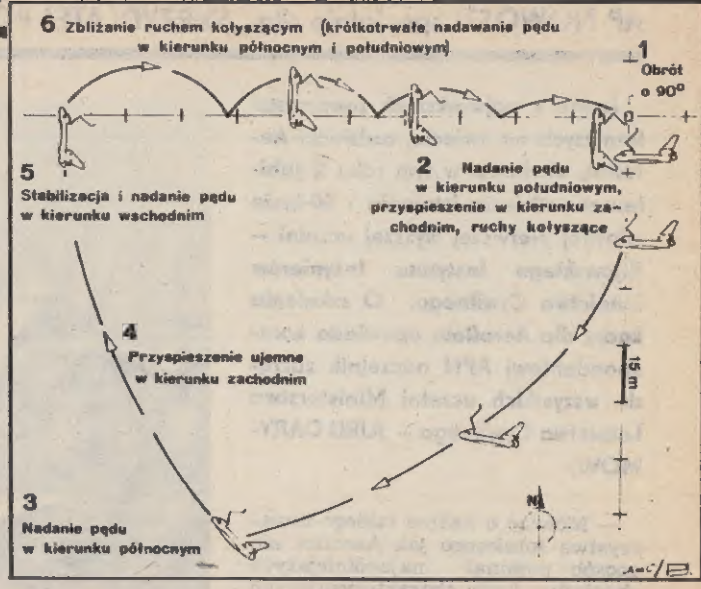 6 Zbliżanie ruchem kołyszącym (krótkotrwałe nadawanie pędu
w kierunku północnym i południowym)
1
Obrót
o 90°
2 Nadanie pędu
w kierunku południowym,
przyspieszenie w kierunku za-
chodnim, ruchy kołyszące
5
Stabilizacja i nadanie pędu
w kierunku wschodnim
4
Przyspieszenie ujemne
w kierunku zachodnim
15 m
3
Nadanie pędu
w kierunku północnym
N